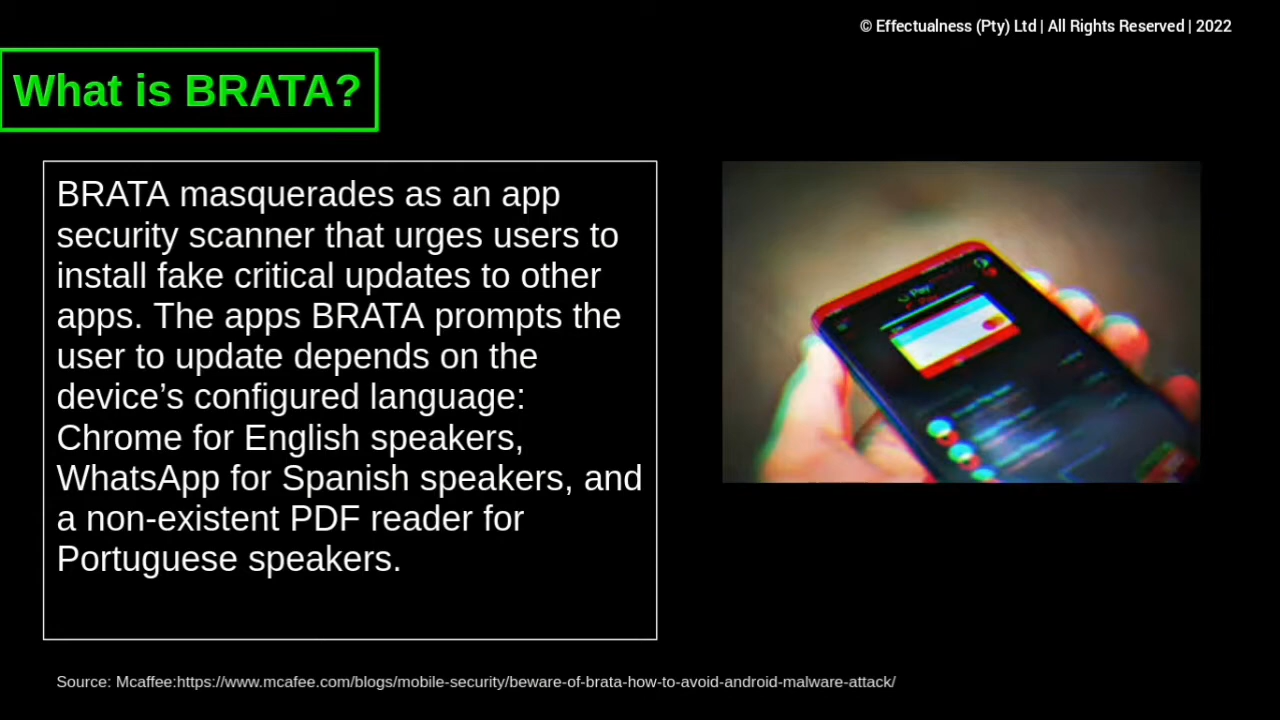 © Effectualness (Pty) Ltd | All Rights Reserved | 2022
What is BRATA?
BRATA masquerades as an app
security scanner that urges users to
install fake critical updates to other
apps. The apps BRATA prompts the
user to update depends on the
device’s configured language:
Chrome for English speakers,
WhatsApp for Spanish speakers, and
a non-existent PDF reader for
Portuguese speakers.
Pay
Source: Mcaffee:https://www.mcafee.com/blogs/mobile-security/beware-of-brata-how-to-avoid-android-malware-attack/